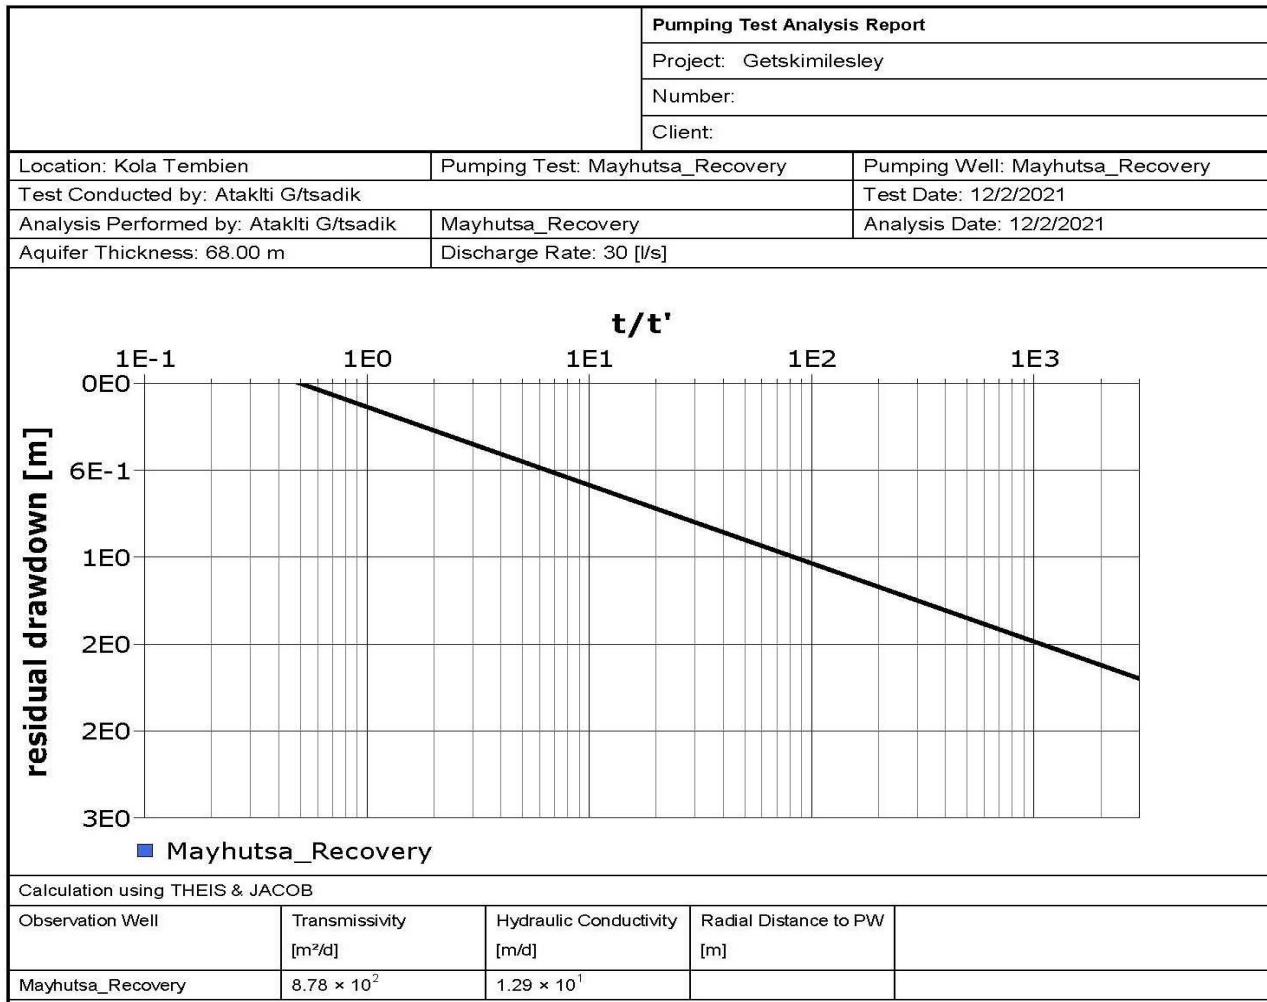 Pumping Test Analysis Report
Project: Getskimilesley
Number:
Client:
Location: Kola Tembien
Pumping Test: Mayhutsa_Recovery
Pumping Well: Mayhutsa_Recovery
Test Conducted by: Ataklti G/tsadik
Test Date: 12/2/2021
Analysis Performed by: Ataklti G/tsadik
Mayhutsa_Recovery
Analysis Date: 12/2/2021
Aquifer Thickness: 68.00 m
Discharge Rate: 30 [l/s]
t/t'
1E-1 1E0 1E1 1E2 1E3
residual drawdown [m]
0E0
6E-1
1E0
2E0
2E0
3E0
Mayhutsa_Recovery
Calculation using THEIS & JACOB
Observation Well
Transmissivity
[m²/d]
Hydraulic Conductivity
[m/d]
Radial Distance to PW
[m]
Mayhutsa_Recovery
8.78 × 10²
1.29 × 10¹